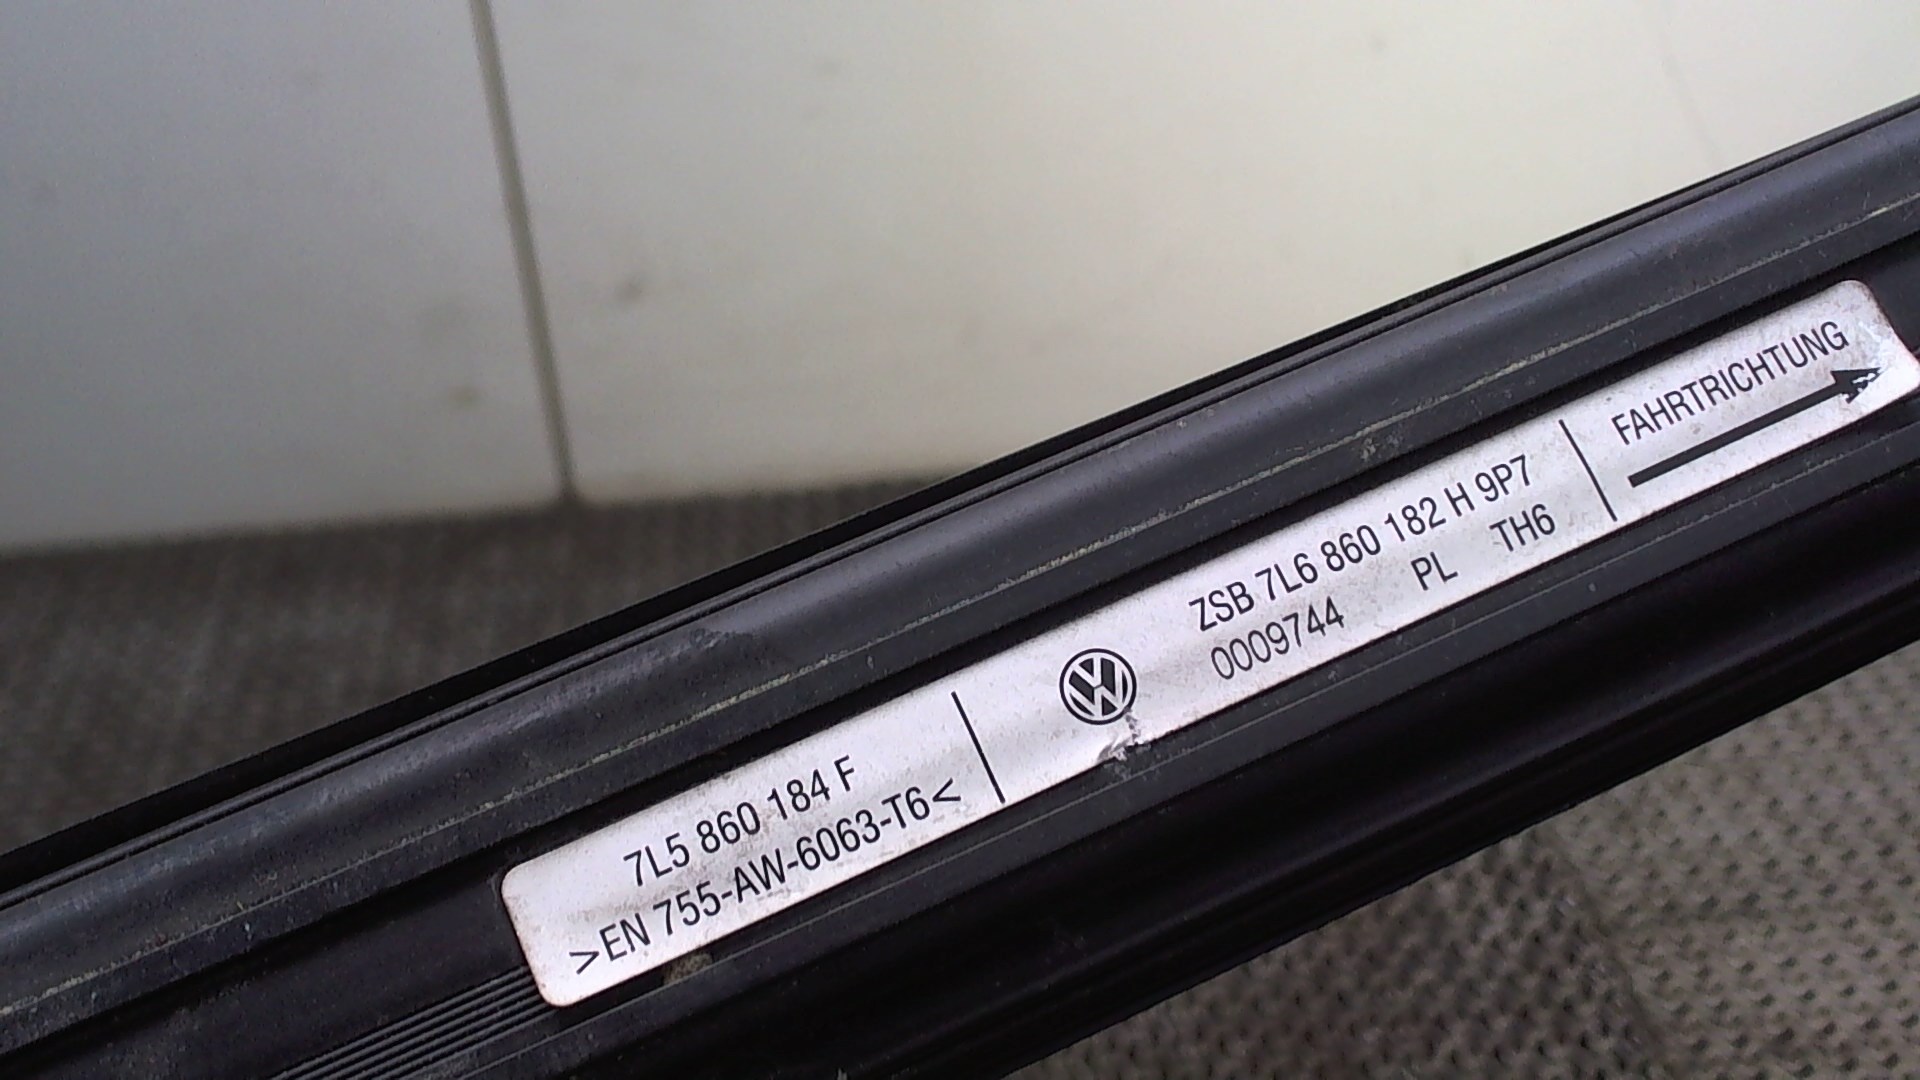 7L5 860 184 F
>EN 755-AW-6063-T6<
ZSB 7L6 860 182 H 9P7
0009744 PL TH6
FAHRTRICHTUNG